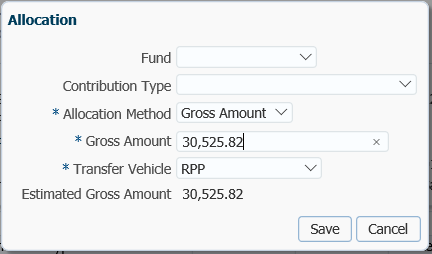 Allocation
Fund
Contribution Type
* Allocation Method Gross Amount
* Gross Amount 30,525.82 ×
* Transfer Vehicle RPP
Estimated Gross Amount 30,525.82
Save Cancel